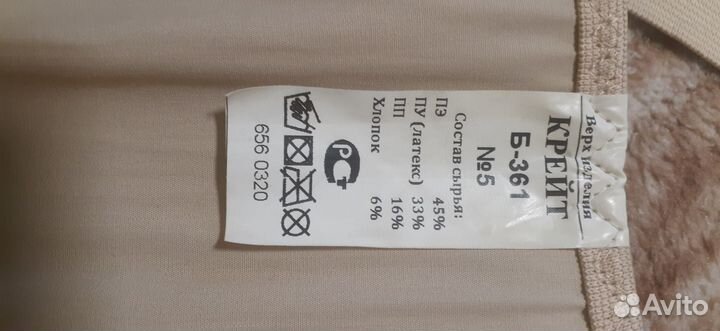 Верх изделия
КРЕЙТ
Б-361
№5
Состав сырья:
ПЭ 45%
ПУ (латекс) 33%
ПП 16%
Хлопок 6%
РСТ
656 0320
Avito